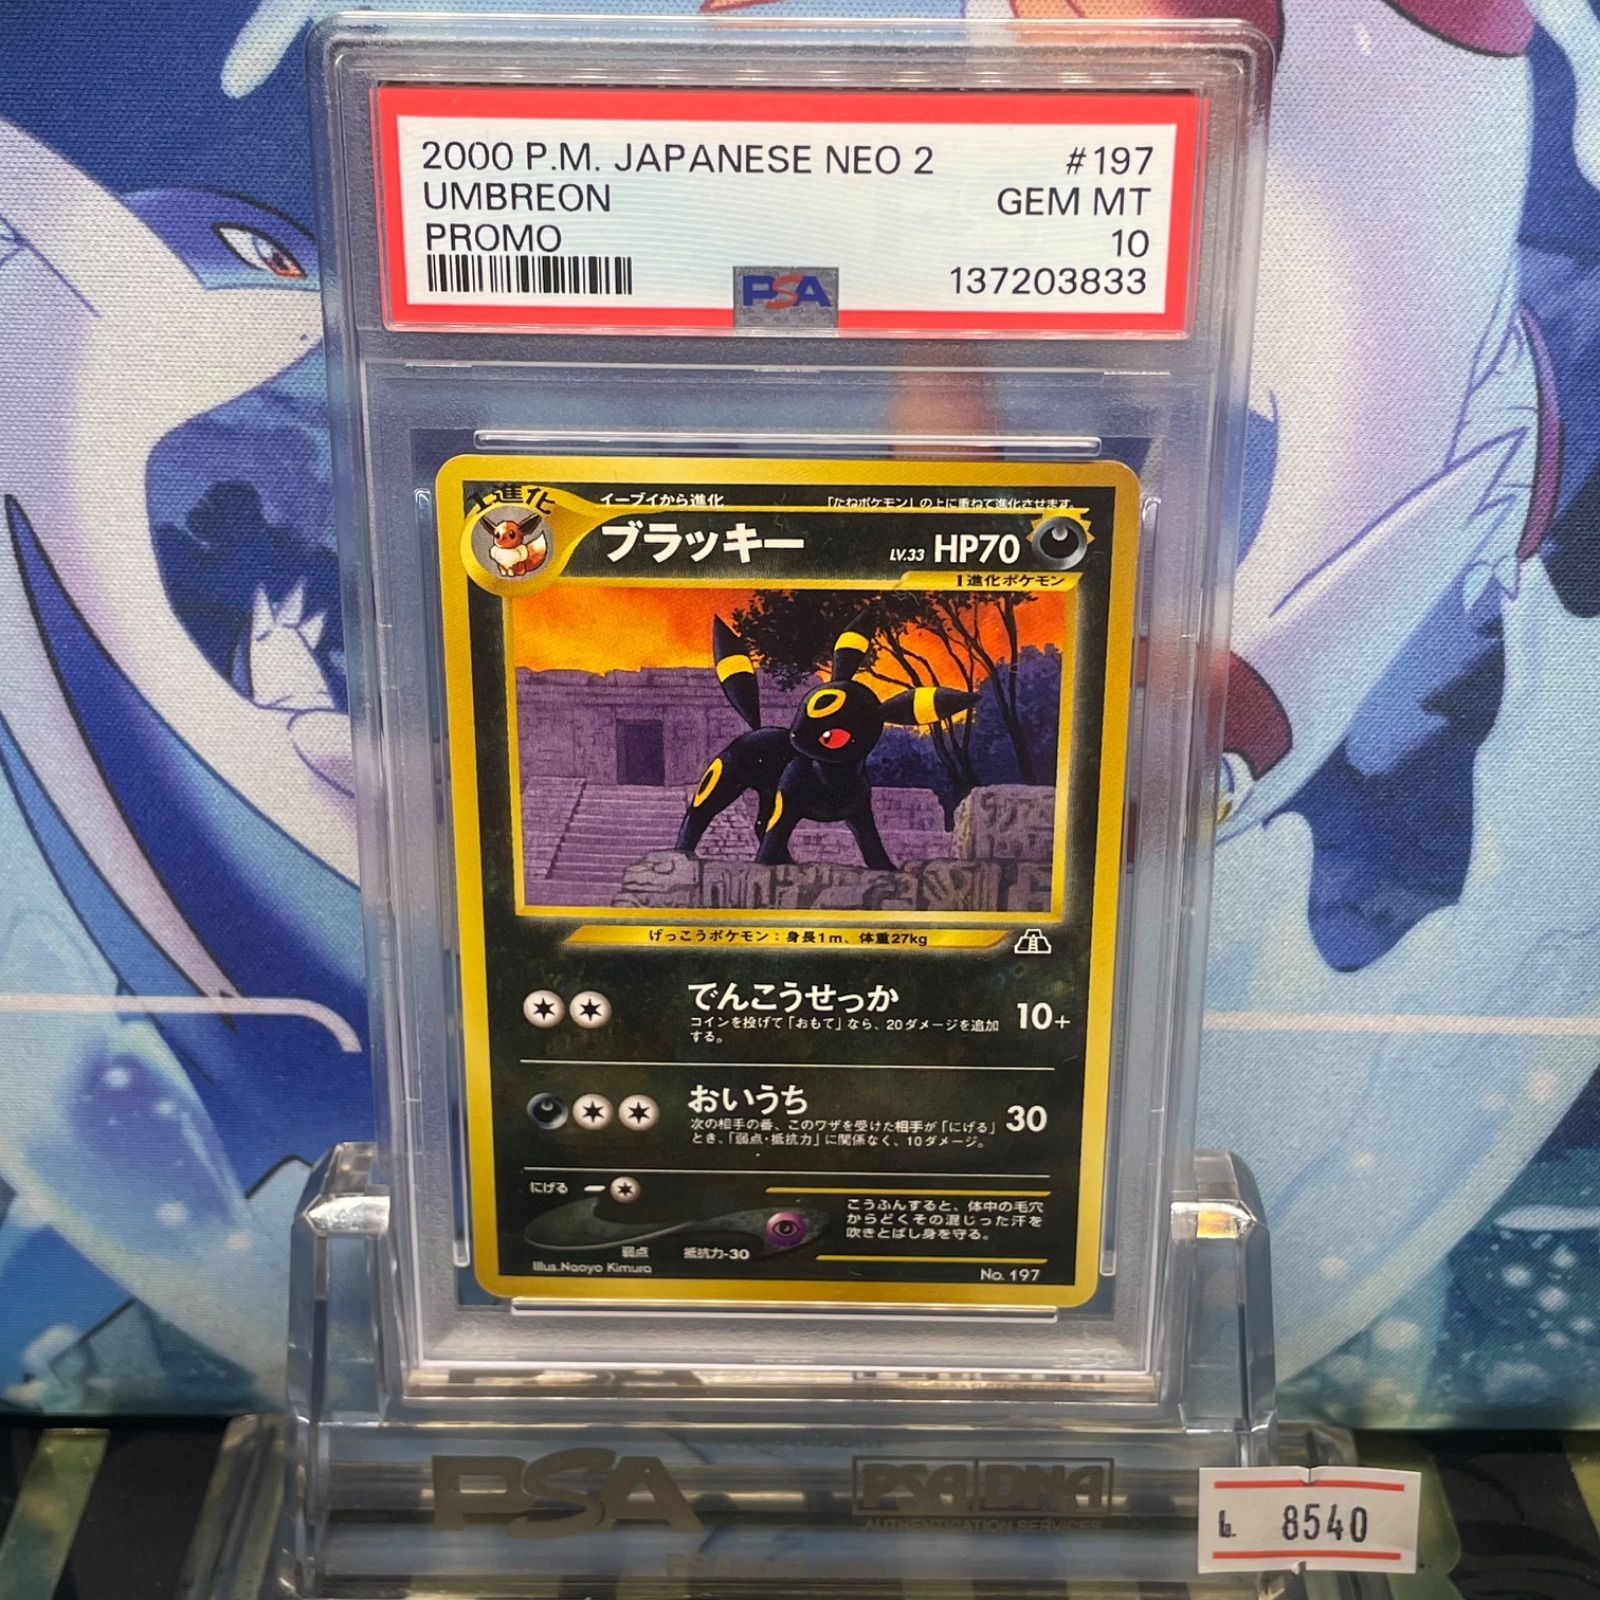 2000 P.M. JAPANESE NEO 2 #197
UMBREON GEM MT
PROMO 10
137203833
PSA
1進化
イーブイから進化 「たねポケモン」の上に重ねて進化させます。
ブラッキー LV.33 HP70
1進化ポケモン
げっこうポケモン：身長1m、体重27kg
でんこうせっか 10+
コインを投げて「おもて」なら、20ダメージを追加
する。
おいうち 30
次の相手の番、このワザを受けた相手が「にげる」
とき、「弱点・抵抗力」に関係なく、10ダメージ。
にげる
弱点 抵抗力-30
こうふんすると、体中の毛穴
からどくその混じった汗を
吹きとばし身を守る。
Illus.Naoyo Kimura No. 197
PSA PSA DNA
AUTHENTICATION SERVICES
8540